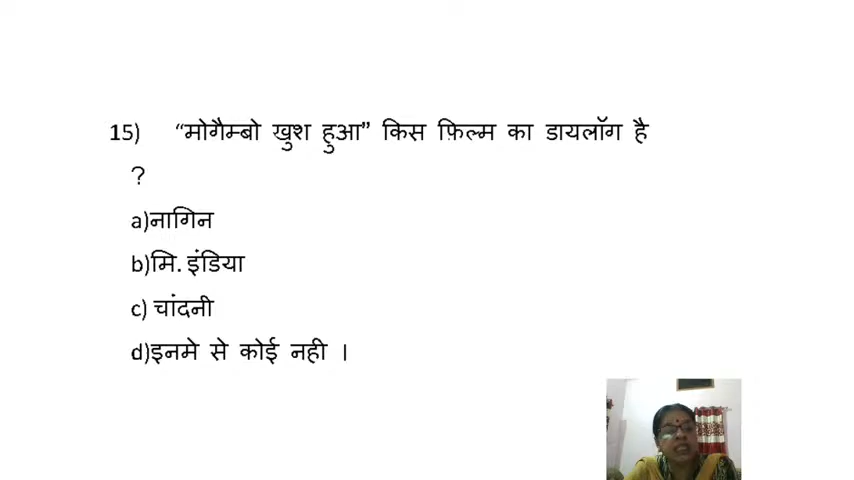 15) “मोगैम्बो खुश हुआ” किस फ़िल्म का डायलॉग है
?
a)नागिन
b)मि. इंडिया
c) चांदनी
d)इनमे से कोई नही ।